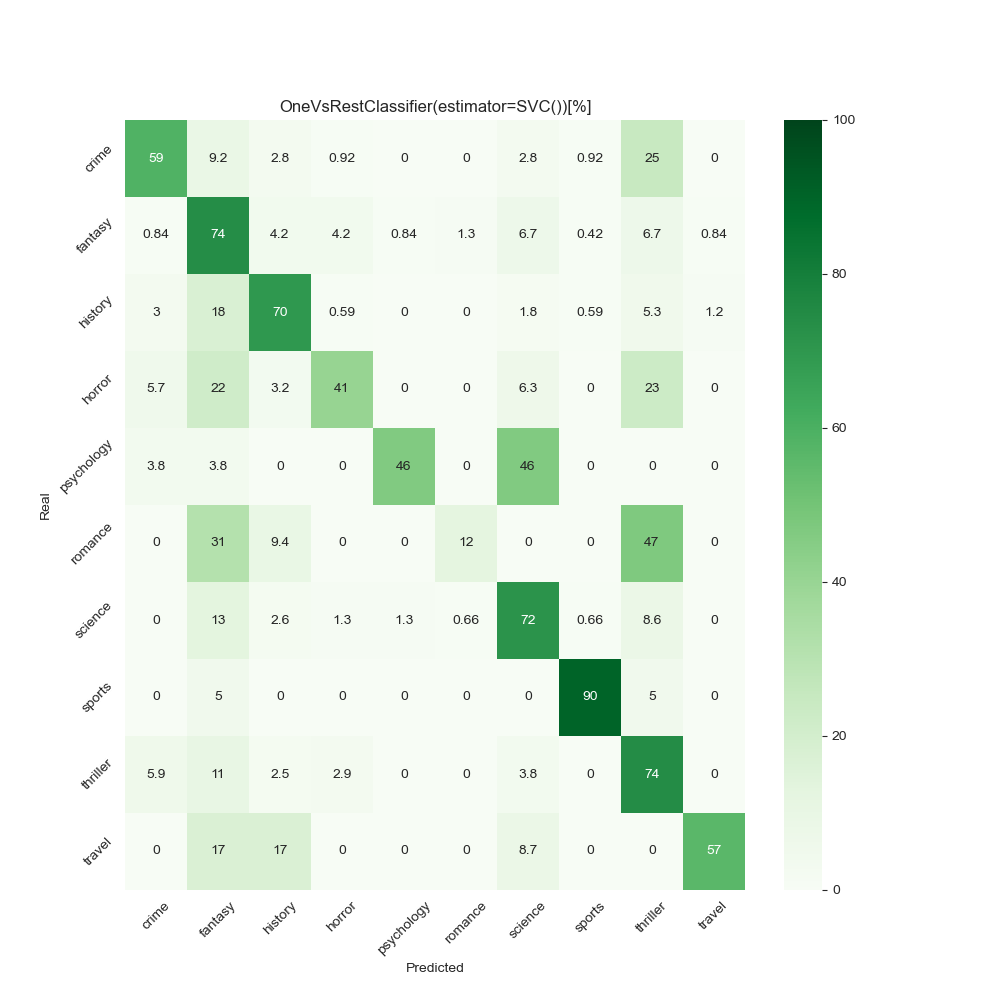 OneVsRestClassifier(estimator=SVC())[%]
crime 59 9.2 2.8 0.92 0 0 2.8 0.92 25 0
fantasy 0.84 74 4.2 4.2 0.84 1.3 6.7 0.42 6.7 0.84
history 3 18 70 0.59 0 0 1.8 0.59 5.3 1.2
horror 5.7 22 3.2 41 0 0 6.3 0 23 0
psychology 3.8 3.8 0 0 46 0 46 0 0 0
Real
romance 0 31 9.4 0 0 12 0 0 47 0
science 0 13 2.6 1.3 1.3 0.66 72 0.66 8.6 0
sports 0 5 0 0 0 0 0 90 5 0
thriller 5.9 11 2.5 2.9 0 0 3.8 0 74 0
travel 0 17 17 0 0 0 8.7 0 0 57
crime fantasy history horror psychology romance science sports thriller travel
Predicted
100
80
60
40
20
0